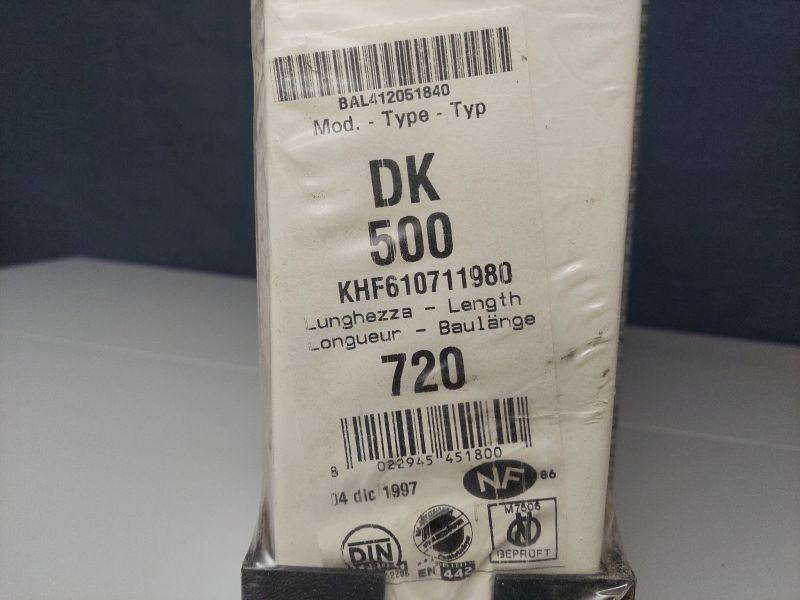 BAL412051840
Mod. - Type - Typ
DK
500
KHF610711980
Lunghezza - Length
Longueur - Baulänge
720
8 022945 451800
04 dic 1997
NF 86
M7506
DIN
GEPRÜFT
EN 442